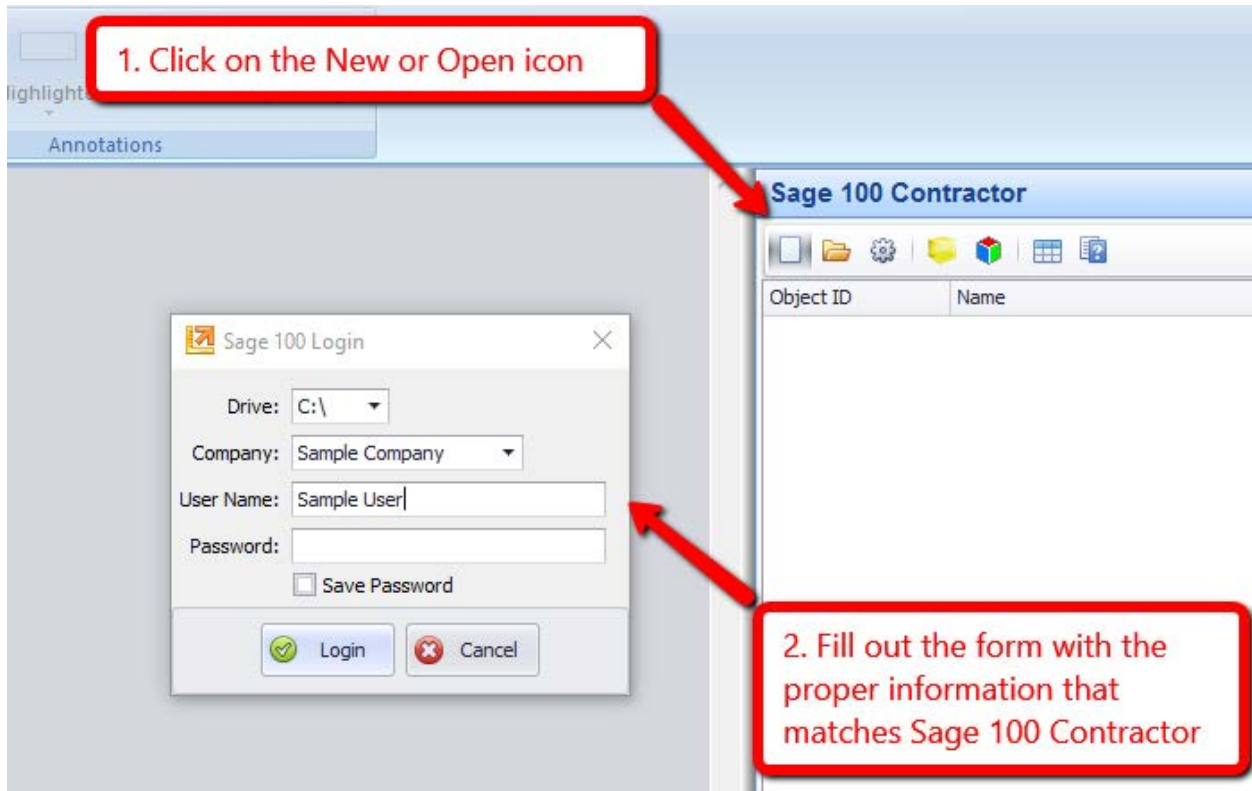 1. Click on the New or Open icon
Annotations
Sage 100 Contractor
Object ID Name
Sage 100 Login
Drive: C:\
Company: Sample Company
User Name: Sample User
Password:
Save Password
Login Cancel
2. Fill out the form with the
proper information that
matches Sage 100 Contractor